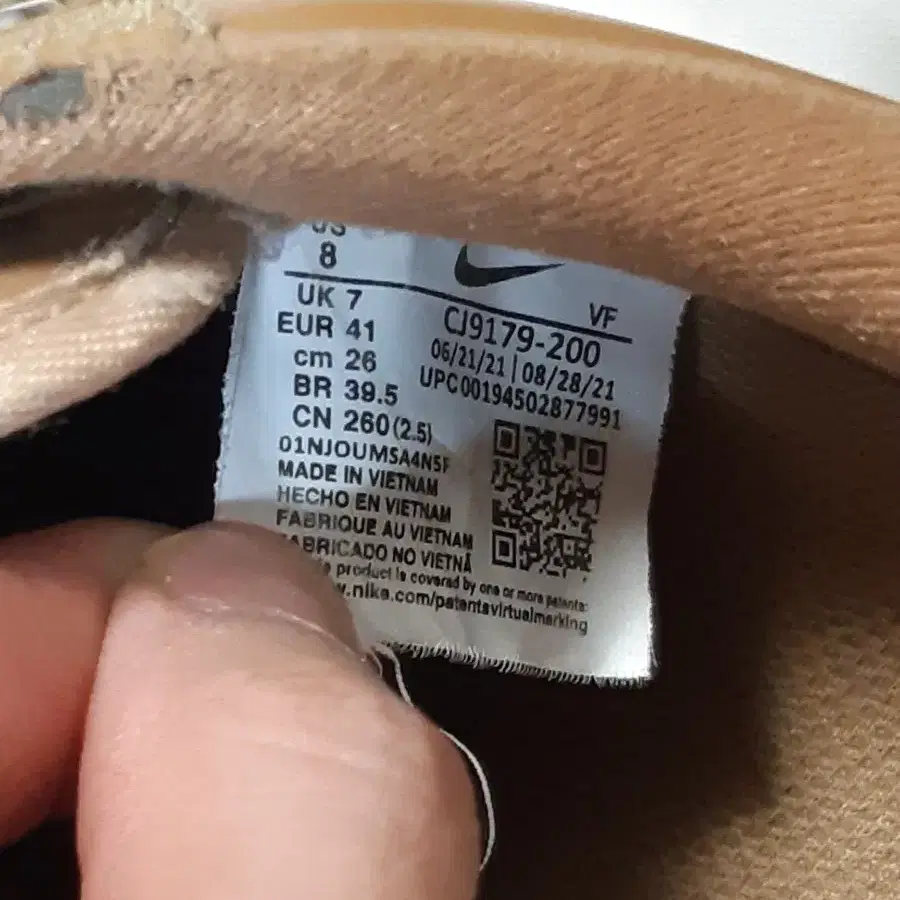 US
8
VF
UK 7
EUR 41
cm 26
BR 39.5
CN 260(2.5)
CJ9179-200
06/21/21 | 08/28/21
UPC00194502877991
01NJOUM5A4N5F
MADE IN VIETNAM
HECHO EN VIETNAM
FABRIQUE AU VIETNAM
FABRICADO NO VIETNÃ
product is covered by one or more patents:
.nike.com/patentsvirtualmarking